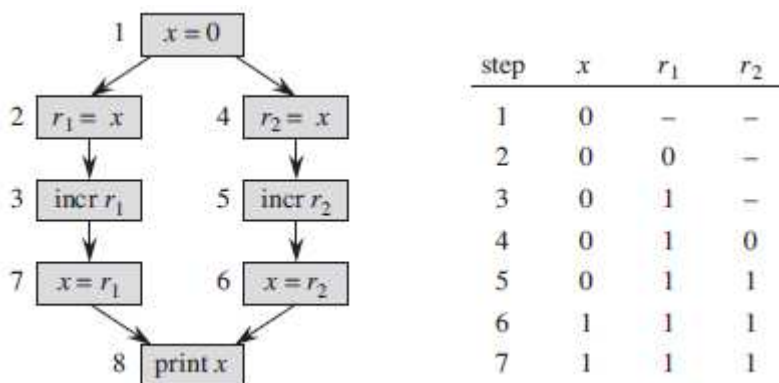 1 x = 0
2 r1 = x 4 r2 = x
3 incr r1 5 incr r2
7 x = r1 6 x = r2
8 print x
step x r1 r2
1 0 – –
2 0 0 –
3 0 1 –
4 0 1 0
5 0 1 1
6 1 1 1
7 1 1 1